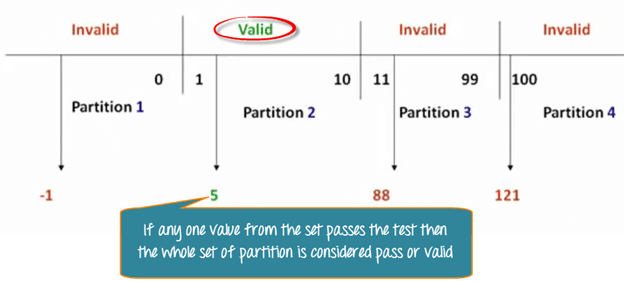 Invalid Valid Invalid Invalid
0 1 10 11 99 100
Partition 1 Partition 2 Partition 3 Partition 4
-1 5 88 121
If any one value from the set passes the test then
the whole set of partition is considered pass or valid